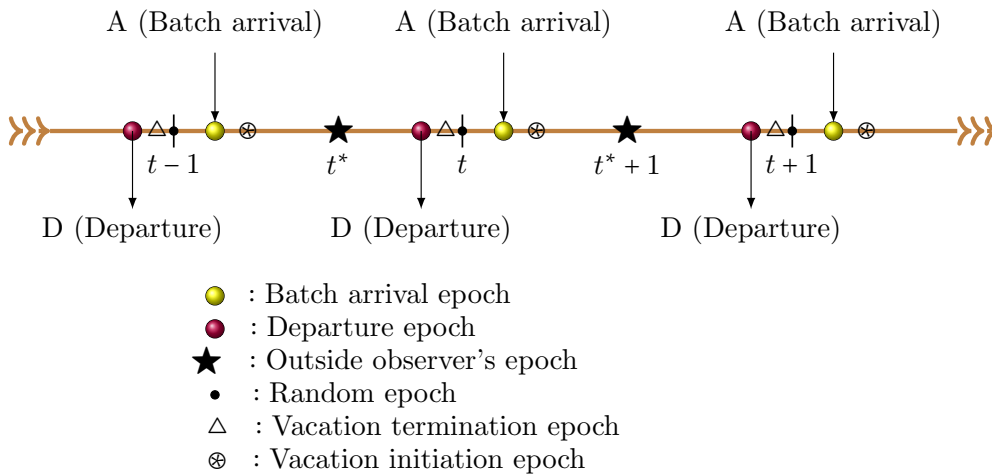 A (Batch arrival) A (Batch arrival) A (Batch arrival)
t − 1 t* t t* + 1 t + 1
D (Departure) D (Departure) D (Departure)
: Batch arrival epoch
: Departure epoch
: Outside observer's epoch
: Random epoch
: Vacation termination epoch
: Vacation initiation epoch